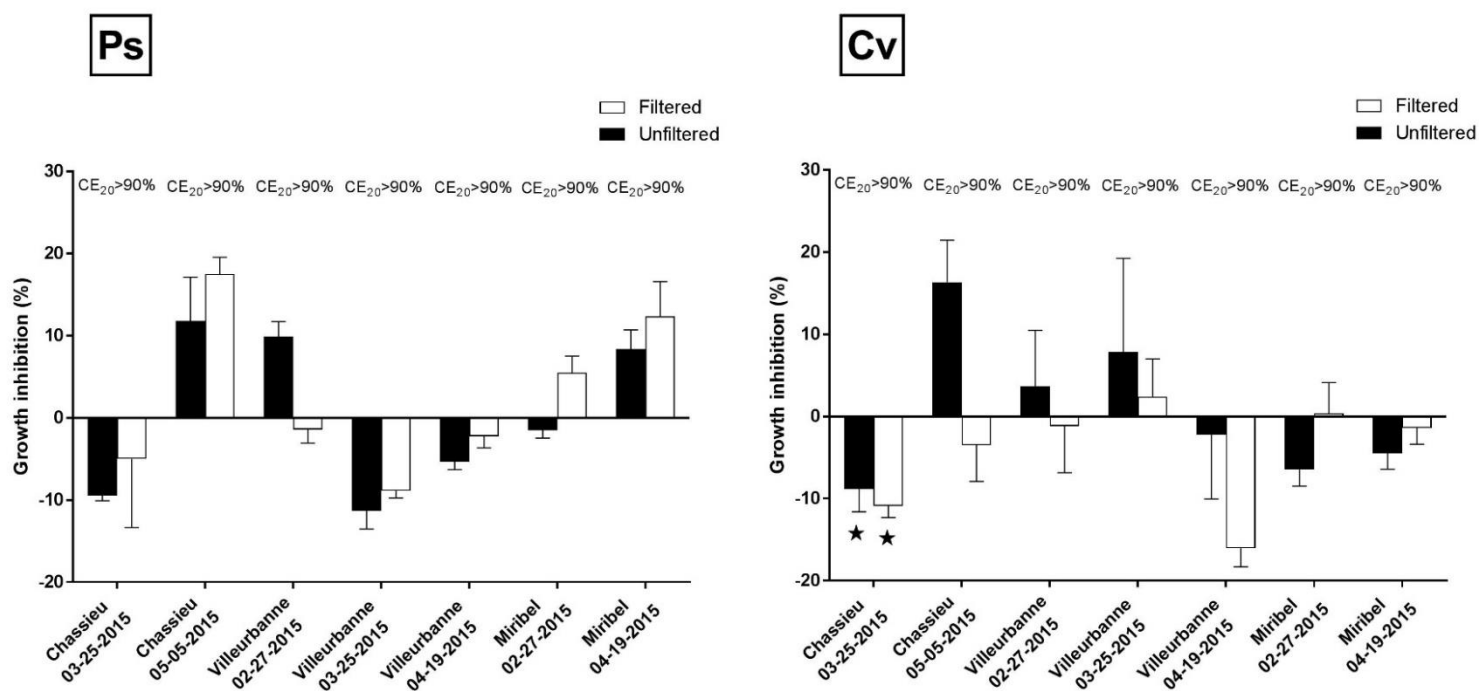 Ps
Filtered
Unfiltered
CE20>90% CE20>90% CE20>90% CE20>90% CE20>90% CE20>90% CE20>90%
Growth inhibition (%)
30
20
10
0
-10
-20
Chassieu
03-25-2015
Chassieu
05-05-2015
Villeurbanne
02-27-2015
Villeurbanne
03-25-2015
Villeurbanne
04-19-2015
Miribel
02-27-2015
Miribel
04-19-2015
Cv
Filtered
Unfiltered
CE20>90% CE20>90% CE20>90% CE20>90% CE20>90% CE20>90% CE20>90%
Growth inhibition (%)
30
20
10
0
-10
-20
Chassieu
03-25-2015
Chassieu
05-05-2015
Villeurbanne
02-27-2015
Villeurbanne
03-25-2015
Villeurbanne
04-19-2015
Miribel
02-27-2015
Miribel
04-19-2015